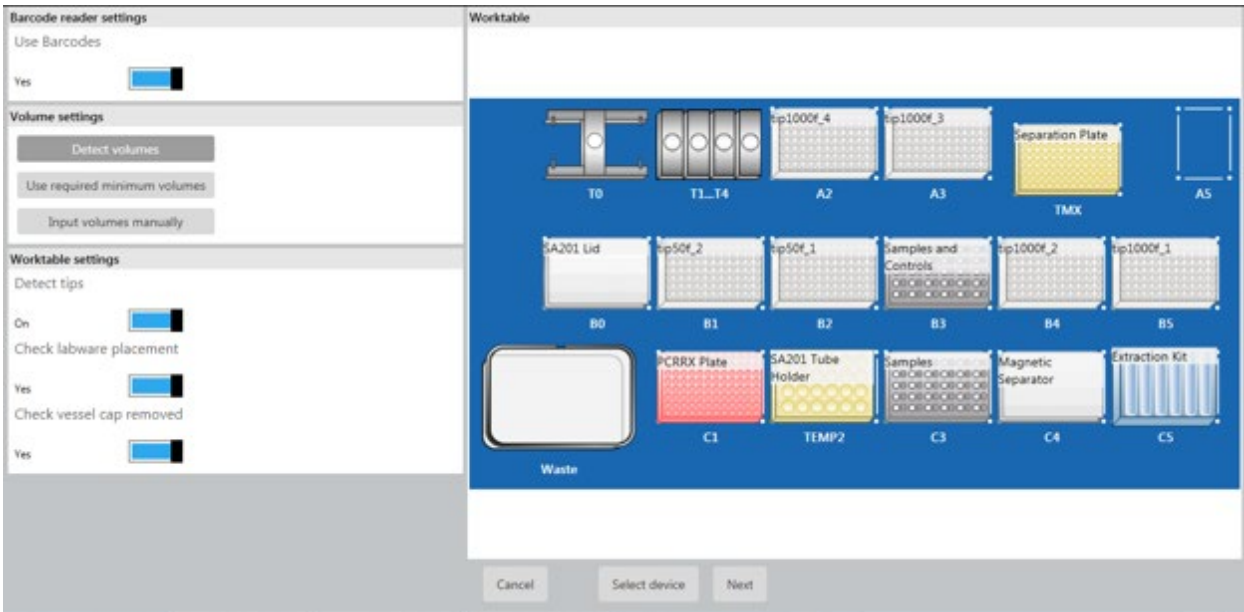 Barcode reader settings
Use Barcodes
Yes
Volume settings
Detect volumes
Use required minimum volumes
Input volumes manually
Worktable settings
Detect tips
On
Check labware placement
Yes
Check vessel cap removed
Yes
Worktable
tip1000f_4
tip1000f_3
Separation Plate
T0
T1...T4
A2
A3
TMX
A5
SA201 Lid
tip50f_2
tip50f_1
Samples and
Controls
tip1000f_2
tip1000f_1
B0
B1
B2
B3
B4
B5
PCRRX Plate
SA201 Tube
Holder
Samples
Magnetic
Separator
Extraction Kit
C1
TEMP2
C3
C4
C5
Waste
Cancel
Select device
Next